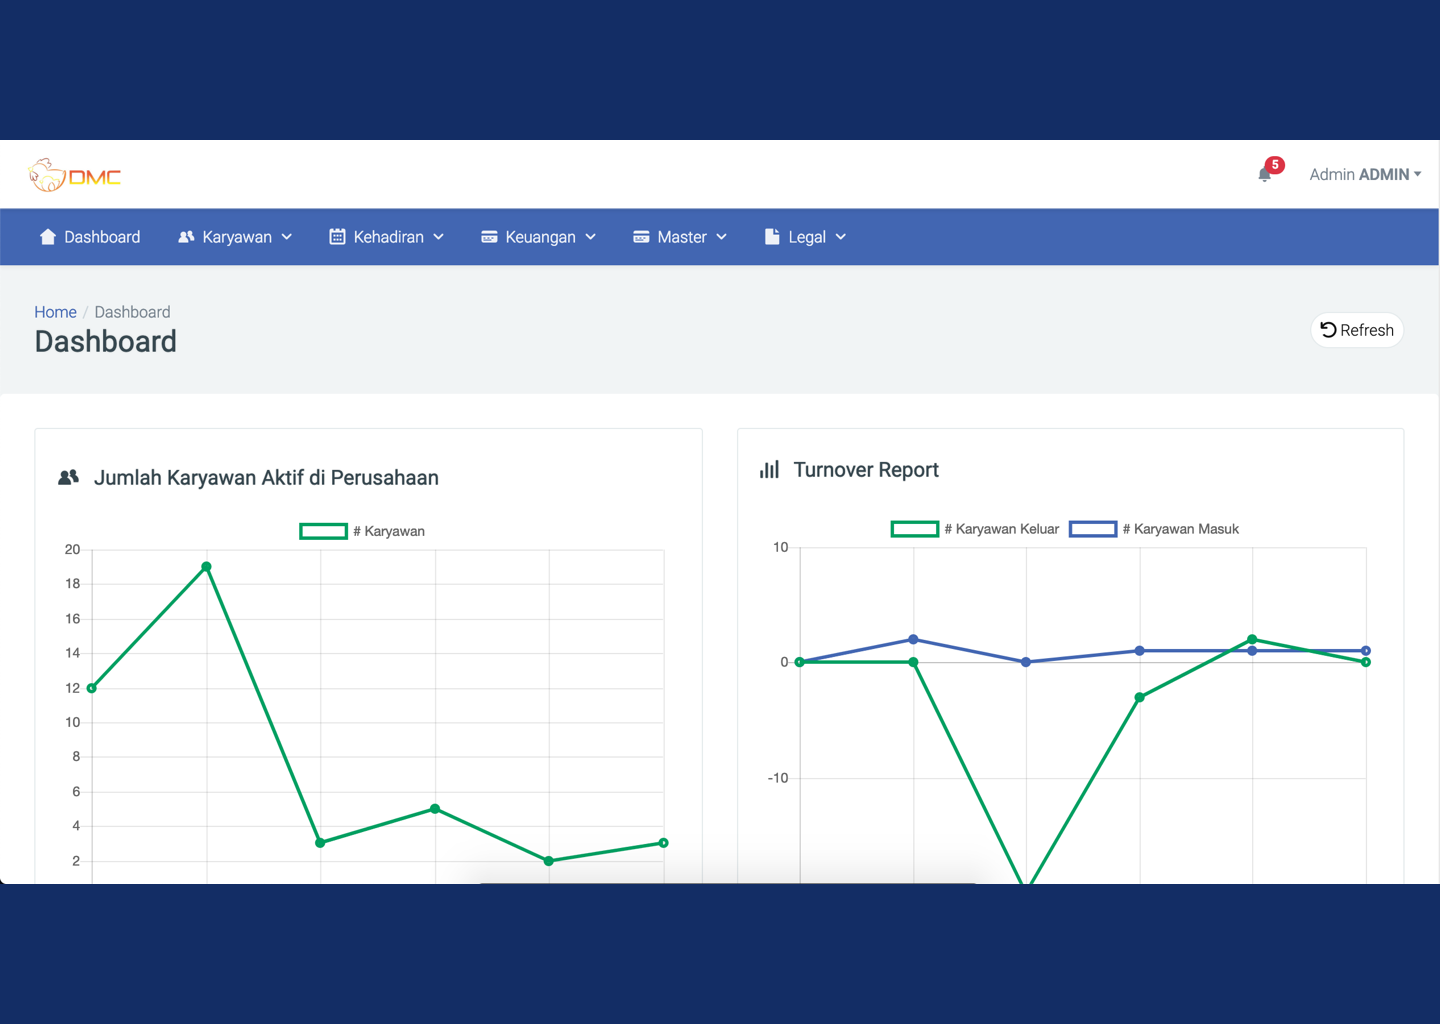 DMC
5
Admin ADMIN
Dashboard Karyawan Kehadiran Keuangan Master Legal
Home / Dashboard
Dashboard
Refresh
Jumlah Karyawan Aktif di Perusahaan
# Karyawan
20
18
16
14
12
10
8
6
4
2
Turnover Report
# Karyawan Keluar # Karyawan Masuk
10
0
-10